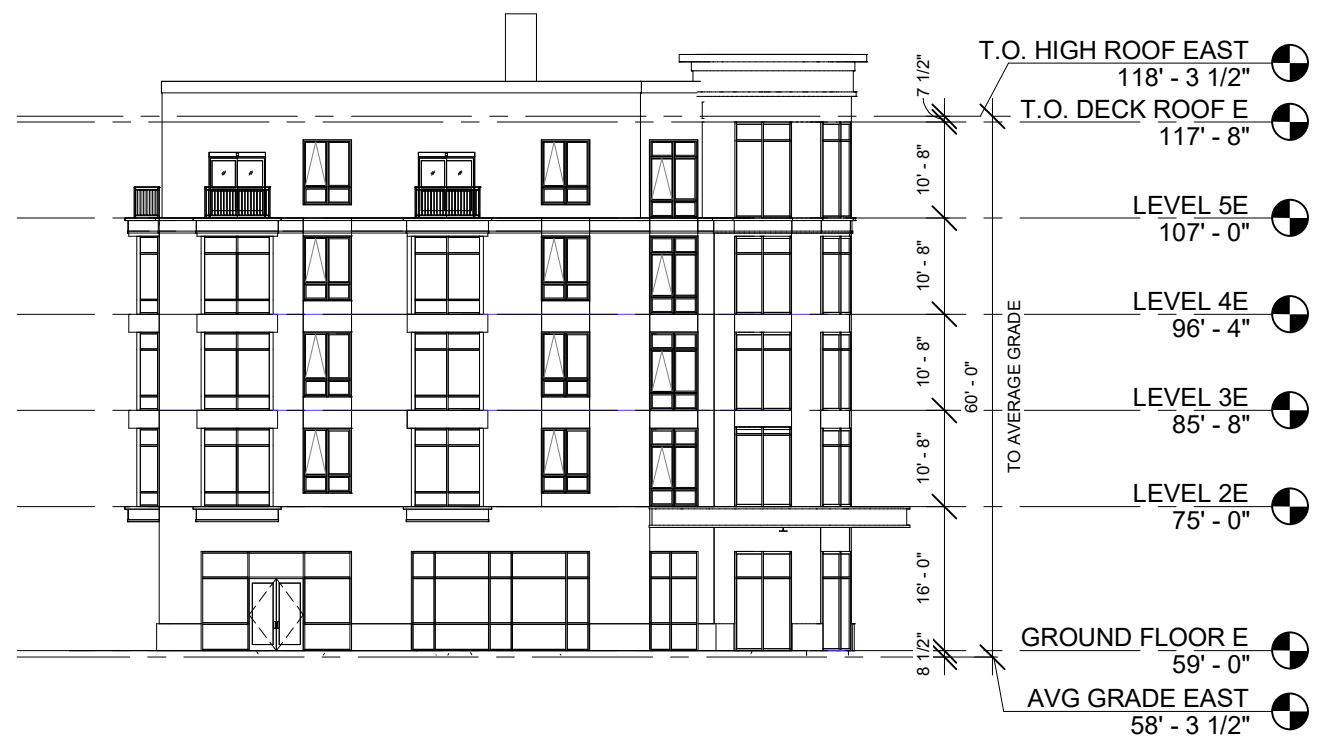 T.O. HIGH ROOF EAST
118' - 3 1/2"
7 1/2"
T.O. DECK ROOF E
117' - 8"
10' - 8"
LEVEL 5E
107' - 0"
10' - 8"
LEVEL 4E
96' - 4"
10' - 8"
60' - 0"
TO AVERAGE GRADE
LEVEL 3E
85' - 8"
10' - 8"
LEVEL 2E
75' - 0"
16' - 0"
GROUND FLOOR E
59' - 0"
8 1/2"
AVG GRADE EAST
58' - 3 1/2"